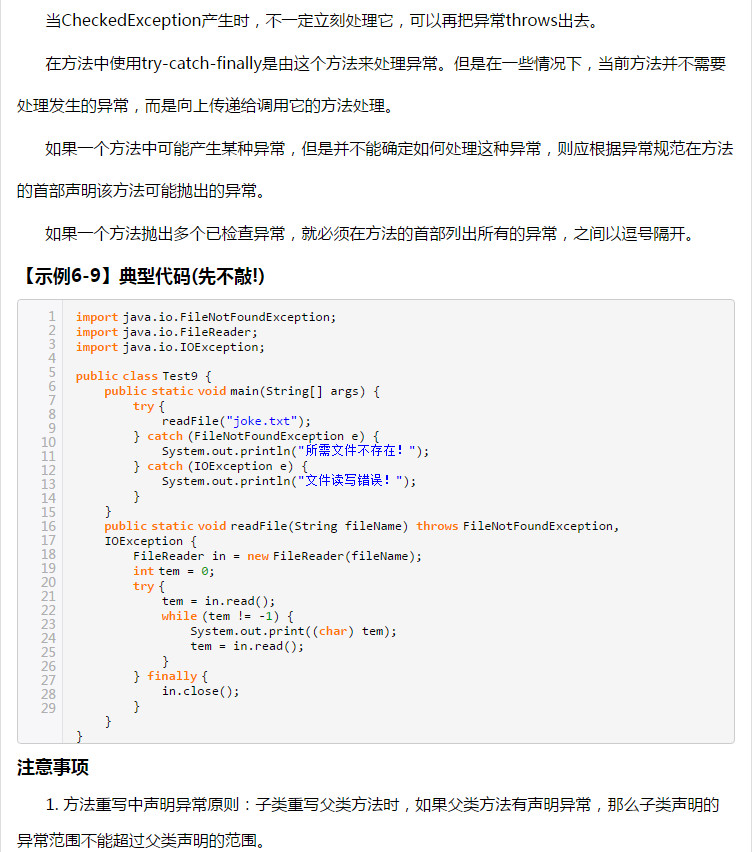 当CheckedException产生时，不一定立刻处理它，可以再把异常throws出去。
在方法中使用try-catch-finally是由这个方法来处理异常。但是在一些情况下，当前方法并不需要
处理发生的异常，而是向上传递给调用它的方法处理。
如果一个方法中可能产生某种异常，但是并不能确定如何处理这种异常，则应根据异常规范在方法
的首部声明该方法可能抛出的异常。
如果一个方法抛出多个已检查异常，就必须在方法的首部列出所有的异常，之间以逗号隔开。
【示例6-9】典型代码(先不敲!)
1 import java.io.FileNotFoundException;
2 import java.io.FileReader;
3 import java.io.IOException;
4
5 public class Test9 {
6     public static void main(String[] args) {
7         try {
8             readFile("joke.txt");
9         } catch (FileNotFoundException e) {
10             System.out.println("所需文件不存在！");
11         } catch (IOException e) {
12             System.out.println("文件读写错误！");
13         }
14     }
15     public static void readFile(String fileName) throws FileNotFoundException,
16     IOException {
17         FileReader in = new FileReader(fileName);
18         int tem = 0;
19         try {
20             tem = in.read();
21             while (tem != -1) {
22                 System.out.print((char) tem);
23                 tem = in.read();
24             }
25         } finally {
26             in.close();
27         }
28     }
29 }
注意事项
1. 方法重写中声明异常原则：子类重写父类方法时，如果父类方法有声明异常，那么子类声明的
异常范围不能超过父类声明的范围。